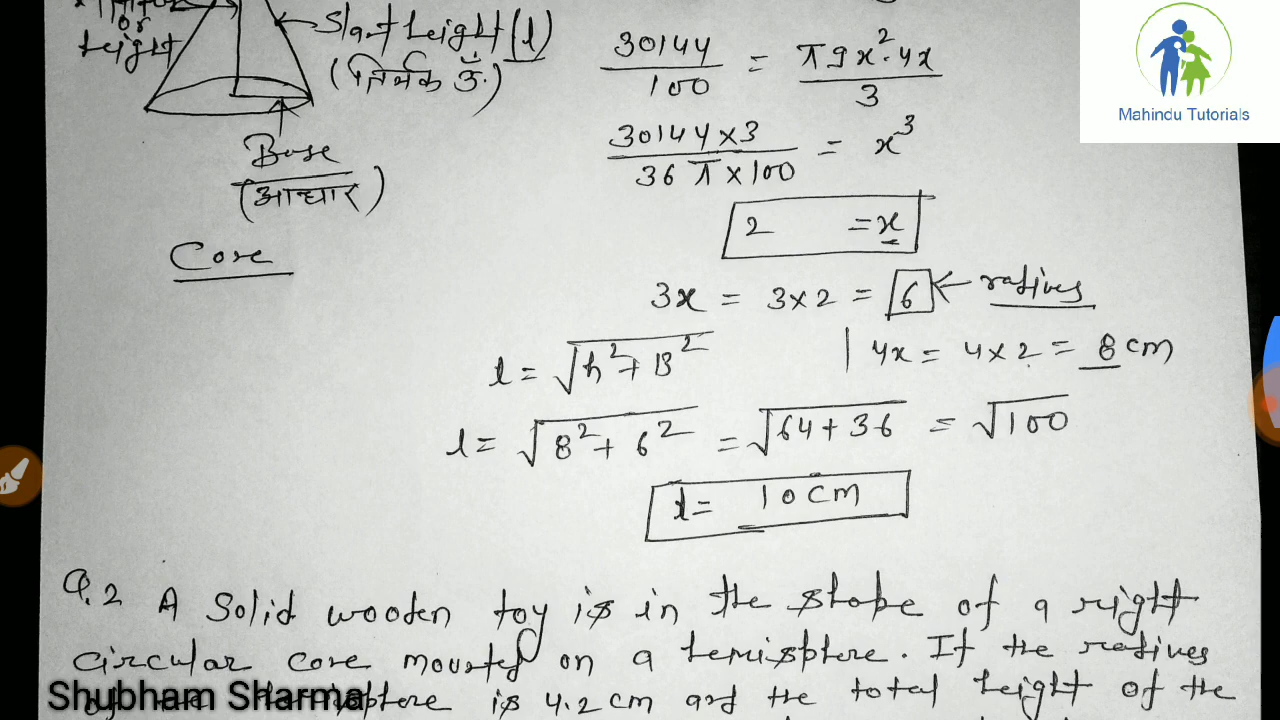 or
height
Slant height (l)
(तिर्यक ऊँ.)
Base
(आधार)
Cone
30144 / 100 = π9x²·4x / 3
30144×3 / 36π×100 = x³
2 = x
3x = 3×2 = 6 ← radius
l = √h²+B²
| 4x = 4×2 = 8 cm
l = √8²+6² = √64+36 = √100
l = 10 cm
Q.2 A Solid wooden toy is in the shape of a right
circular cone mounted on a hemisphere. If the radius
hemisphere is 4.2 cm and the total height of the
Mahindu Tutorials
Shubham Sharma